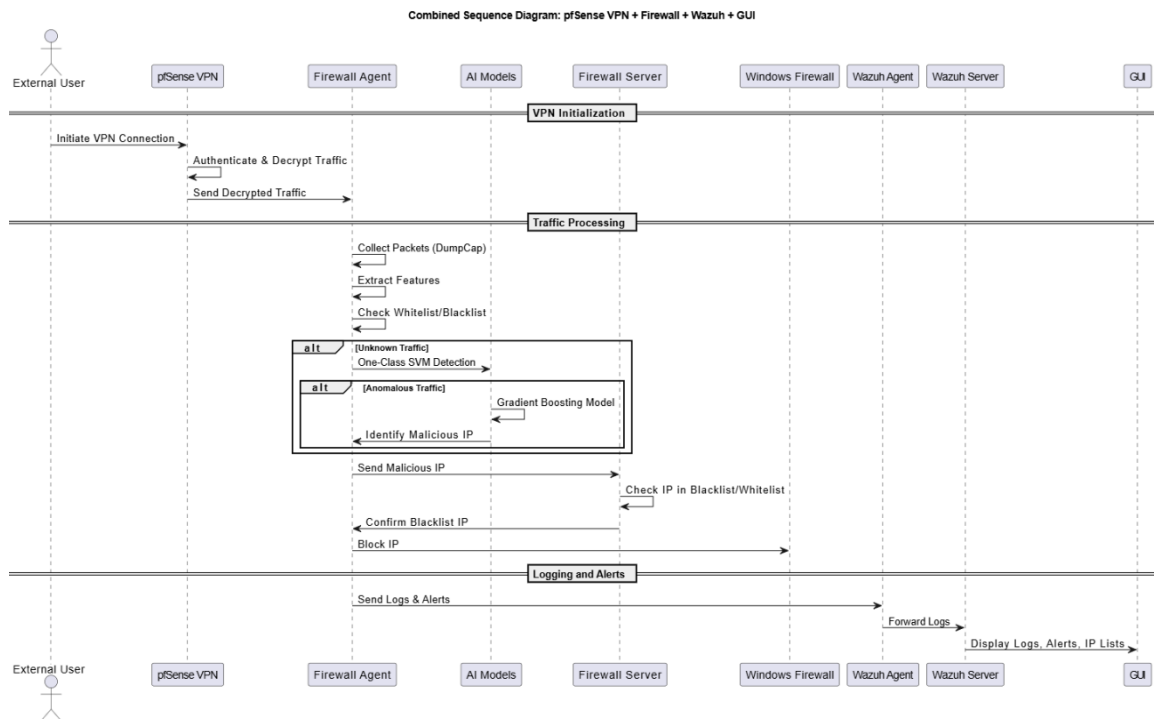 Combined Sequence Diagram: pfSense VPN + Firewall + Wazuh + GUI
External User
pfSense VPN
Firewall Agent
AI Models
Firewall Server
Windows Firewall
Wazuh Agent
Wazuh Server
GUI
VPN Initialization
Initiate VPN Connection
Authenticate & Decrypt Traffic
Send Decrypted Traffic
Traffic Processing
Collect Packets (DumpCap)
Extract Features
Check Whitelist/Blacklist
alt [Unknown Traffic]
One-Class SVM Detection
alt [Anomalous Traffic]
Gradient Boosting Model
Identify Malicious IP
Send Malicious IP
Check IP in Blacklist/Whitelist
Confirm Blacklist IP
Block IP
Logging and Alerts
Send Logs & Alerts
Forward Logs
Display Logs, Alerts, IP Lists
External User
pfSense VPN
Firewall Agent
AI Models
Firewall Server
Windows Firewall
Wazuh Agent
Wazuh Server
GUI